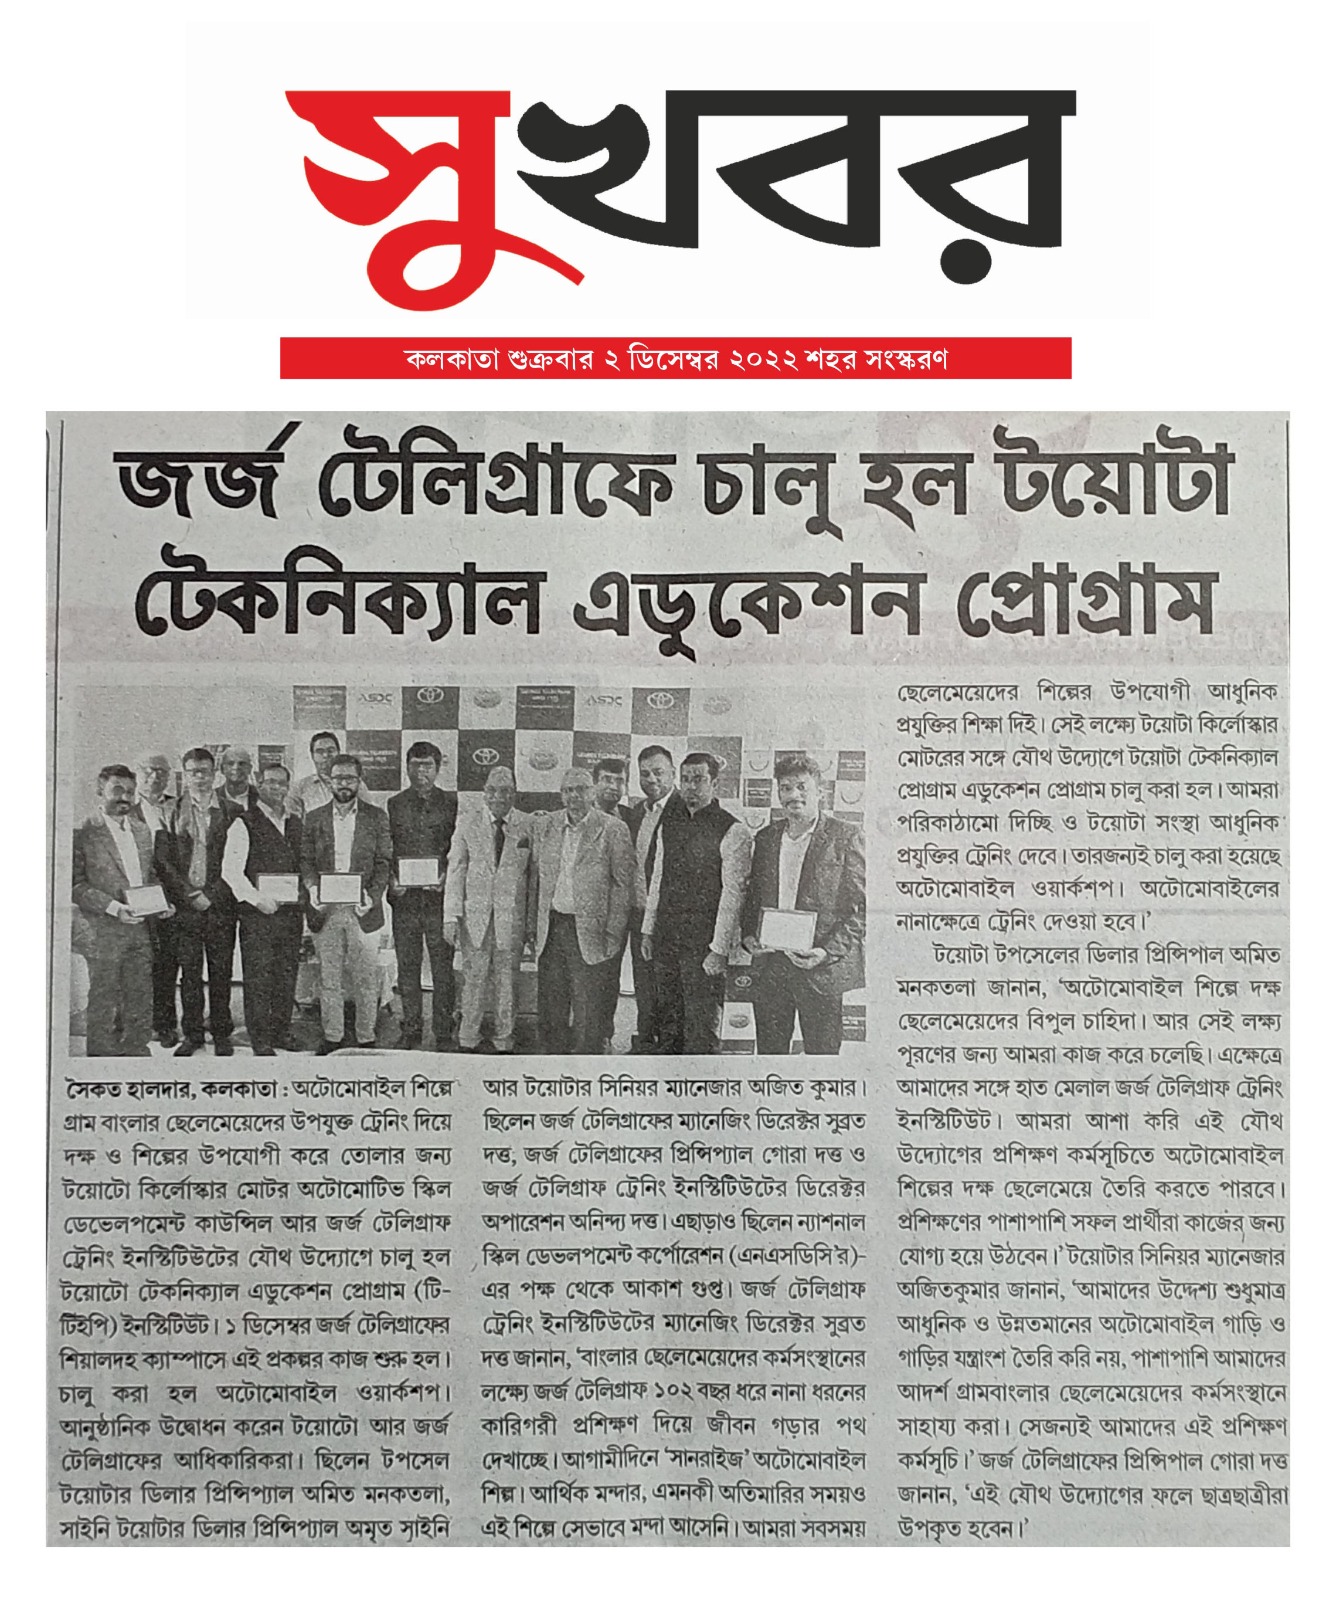 সুখবর
কলকাতা শুক্রবার ২ ডিসেম্বর ২০২২ শহর সংস্করণ
জর্জ টেলিগ্রাফে চালু হল টয়োটা
টেকনিক্যাল এডুকেশন প্রোগ্রাম
সৈকত হালদার, কলকাতা : অটোমোবাইল শিল্পে
গ্রাম বাংলার ছেলেমেয়েদের উপযুক্ত ট্রেনিং দিয়ে
দক্ষ ও শিল্পের উপযোগী করে তোলার জন্য
টয়োটো কির্লোস্কার মোটর অটোমোটিভ স্কিল
ডেভেলপমেন্ট কাউন্সিল আর জর্জ টেলিগ্রাফ
ট্রেনিং ইনস্টিটিউটের যৌথ উদ্যোগে চালু হল
টয়োটো টেকনিক্যাল এডুকেশন প্রোগ্রাম (টি-
টিইপি) ইনস্টিটিউট। ১ ডিসেম্বর জর্জ টেলিগ্রাফের
শিয়ালদহ ক্যাম্পাসে এই প্রকল্পর কাজ শুরু হল।
চালু করা হল অটোমোবাইল ওয়ার্কশপ।
আনুষ্ঠানিক উদ্বোধন করেন টয়োটো আর জর্জ
টেলিগ্রাফের আধিকারিকরা। ছিলেন টপসেল
টয়োটার ডিলার প্রিন্সিপ্যাল অমিত মনকতলা,
সাইনি টয়োটার ডিলার প্রিন্সিপ্যাল অমৃত সাইনি
আর টয়োটার সিনিয়র ম্যানেজার অজিত কুমার।
ছিলেন জর্জ টেলিগ্রাফের ম্যানেজিং ডিরেক্টর সুব্রত
দত্ত, জর্জ টেলিগ্রাফের প্রিন্সিপ্যাল গোরা দত্ত ও
জর্জ টেলিগ্রাফ ট্রেনিং ইনস্টিটিউটের ডিরেক্টর
অপারেশন অনিন্দ্য দত্ত। এছাড়াও ছিলেন ন্যাশনাল
স্কিল ডেভলপমেন্ট কর্পোরেশন (এনএসডিসি'র)-
এর পক্ষ থেকে আকাশ গুপ্ত। জর্জ টেলিগ্রাফ
ট্রেনিং ইনস্টিটিউটের ম্যানেজিং ডিরেক্টর সুব্রত
দত্ত জানান, 'বাংলার ছেলেমেয়েদের কর্মসংস্থানের
লক্ষ্যে জর্জ টেলিগ্রাফ ১০২ বছর ধরে নানা ধরনের
কারিগরী প্রশিক্ষণ দিয়ে জীবন গড়ার পথ
দেখাচ্ছে। আগামীদিনে 'সানরাইজ' অটোমোবাইল
শিল্প। আর্থিক মন্দার, এমনকী অতিমারির সময়ও
এই শিল্পে সেভাবে মন্দা আসেনি। আমরা সবসময়
ছেলেমেয়েদের শিল্পের উপযোগী আধুনিক
প্রযুক্তির শিক্ষা দিই। সেই লক্ষ্যে টয়োটা কির্লোস্কার
মোটরের সঙ্গে যৌথ উদ্যোগে টয়োটা টেকনিক্যাল
প্রোগ্রাম এডুকেশন প্রোগ্রাম চালু করা হল। আমরা
পরিকাঠামো দিচ্ছি ও টয়োটা সংস্থা আধুনিক
প্রযুক্তির ট্রেনিং দেবে। তারজন্যই চালু করা হয়েছে
অটোমোবাইল ওয়ার্কশপ। অটোমোবাইলের
নানাক্ষেত্রে ট্রেনিং দেওয়া হবে।'
টয়োটা টপসেলের ডিলার প্রিন্সিপাল অমিত
মনকতলা জানান, 'অটোমোবাইল শিল্পে দক্ষ
ছেলেমেয়েদের বিপুল চাহিদা। আর সেই লক্ষ্য
পূরণের জন্য আমরা কাজ করে চলেছি। এক্ষেত্রে
আমাদের সঙ্গে হাত মেলাল জর্জ টেলিগ্রাফ ট্রেনিং
ইনস্টিটিউট। আমরা আশা করি এই যৌথ
উদ্যোগের প্রশিক্ষণ কর্মসূচিতে অটোমোবাইল
শিল্পের দক্ষ ছেলেমেয়ে তৈরি করতে পারবে।
প্রশিক্ষণের পাশাপাশি সফল প্রার্থীরা কাজের জন্য
যোগ্য হয়ে উঠবেন।' টয়োটার সিনিয়র ম্যানেজার
অজিতকুমার জানান, 'আমাদের উদ্দেশ্য শুধুমাত্র
আধুনিক ও উন্নতমানের অটোমোবাইল গাড়ি ও
গাড়ির যন্ত্রাংশ তৈরি করি নয়, পাশাপাশি আমাদের
আদর্শ গ্রামবাংলার ছেলেমেয়েদের কর্মসংস্থানে
সাহায্য করা। সেজন্যই আমাদের এই প্রশিক্ষণ
কর্মসূচি।' জর্জ টেলিগ্রাফের প্রিন্সিপাল গোরা দত্ত
জানান, 'এই যৌথ উদ্যোগের ফলে ছাত্রছাত্রীরা
উপকৃত হবেন।'